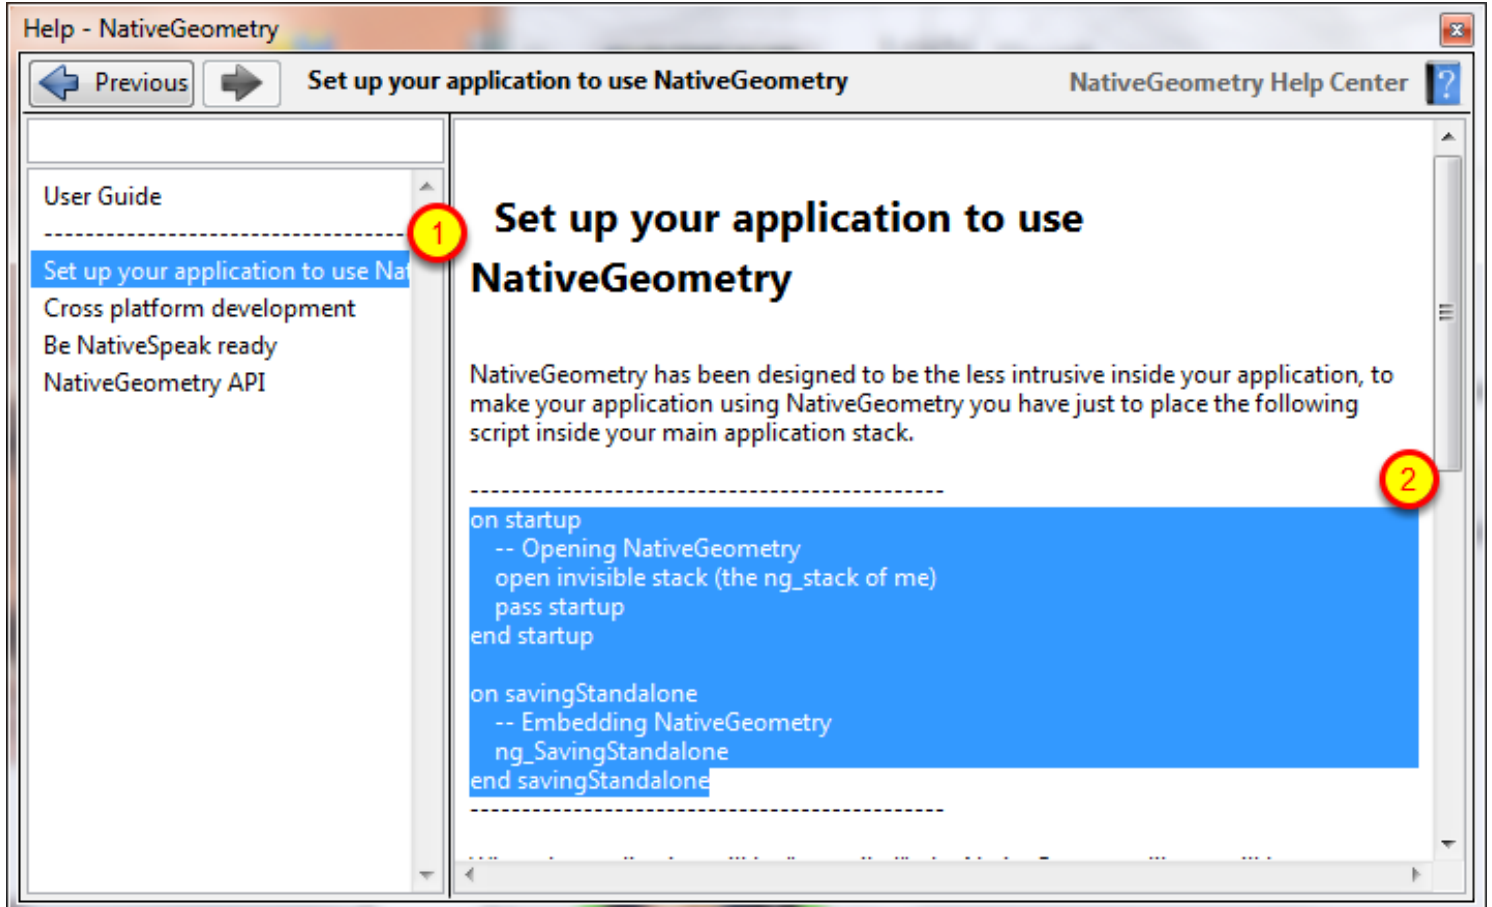 Help - NativeGeometry
Previous
Set up your application to use NativeGeometry
NativeGeometry Help Center
?
User Guide
-----------------------------------
1
Set up your application to use Nat
Cross platform development
Be NativeSpeak ready
NativeGeometry API
Set up your application to use
NativeGeometry
NativeGeometry has been designed to be the less intrusive inside your application, to
make your application using NativeGeometry you have just to place the following
script inside your main application stack.
2
----------------------------------------------
on startup
-- Opening NativeGeometry
open invisible stack (the ng_stack of me)
pass startup
end startup
on savingStandalone
-- Embedding NativeGeometry
ng_SavingStandalone
end savingStandalone
----------------------------------------------